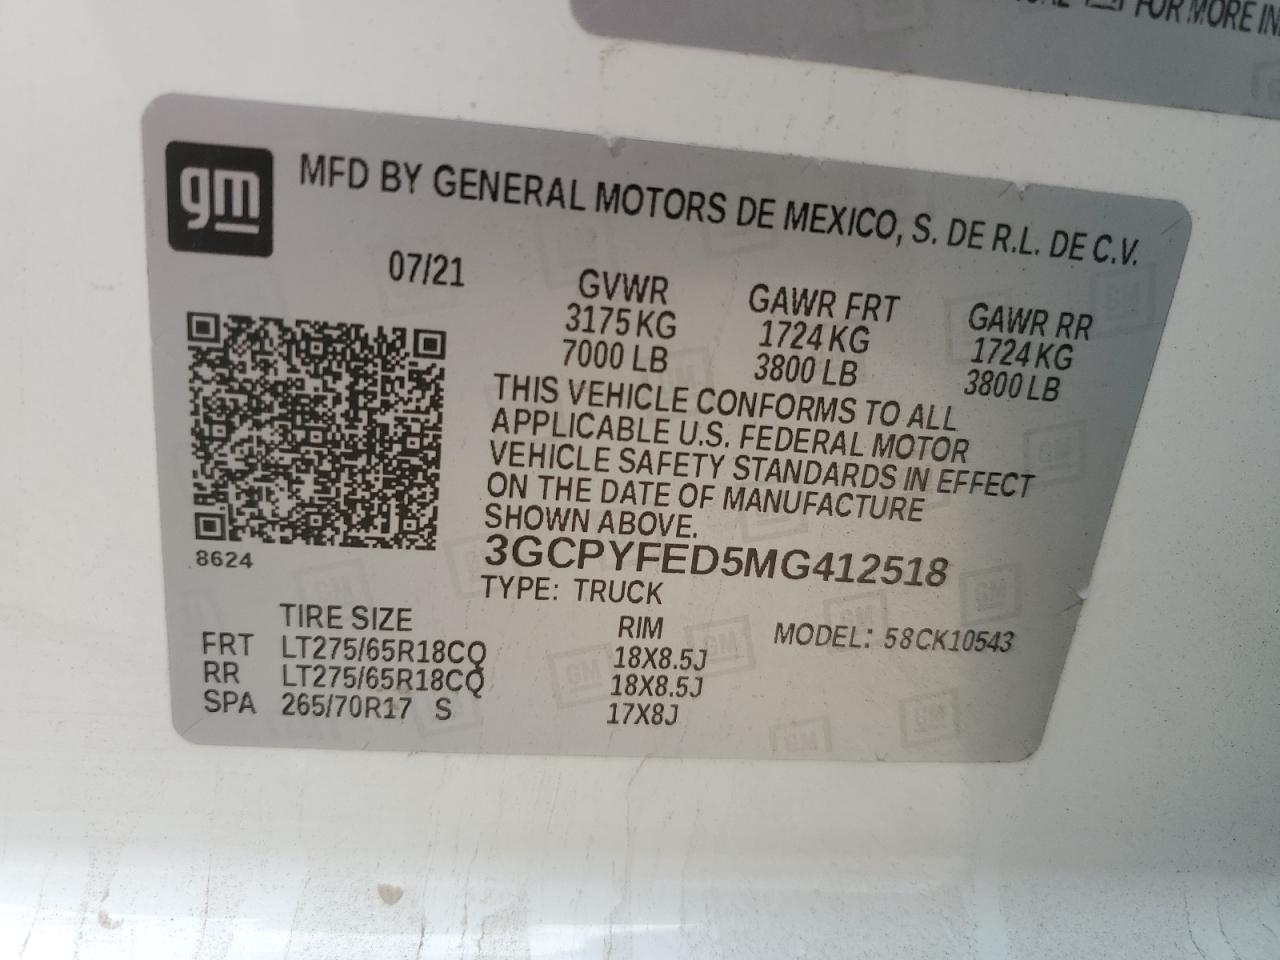 FOR MORE IN
gm
MFD BY GENERAL MOTORS DE MEXICO, S. DE R.L. DE C.V.
07/21
GVWR GAWR FRT GAWR RR
3175 KG 1724 KG 1724 KG
7000 LB 3800 LB 3800 LB
THIS VEHICLE CONFORMS TO ALL
APPLICABLE U.S. FEDERAL MOTOR
VEHICLE SAFETY STANDARDS IN EFFECT
ON THE DATE OF MANUFACTURE
SHOWN ABOVE.
8624
3GCPYFED5MG412518
TYPE: TRUCK
TIRE SIZE RIM MODEL: 58CK10543
FRT LT275/65R18CQ 18X8.5J
RR LT275/65R18CQ 18X8.5J
SPA 265/70R17 S 17X8J